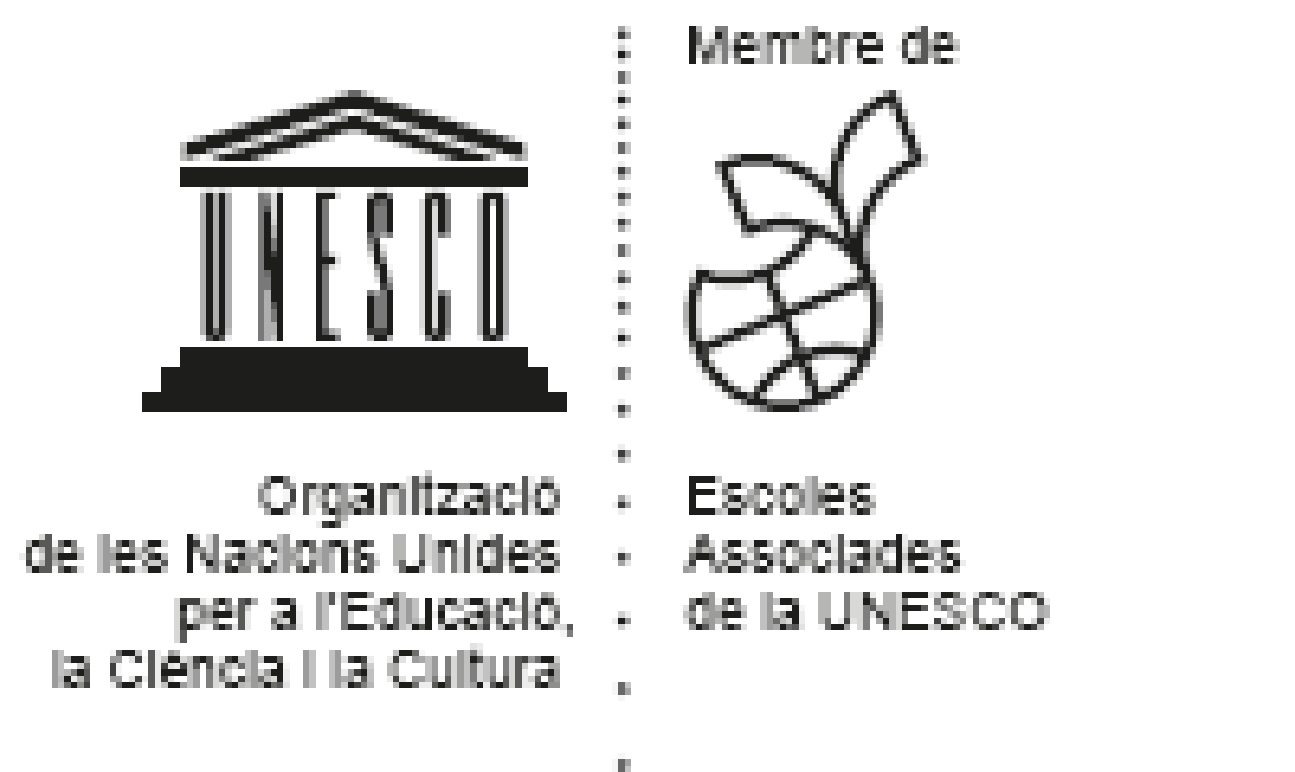 UNESCO
Organització
de les Nacions Unides
per a l'Educació,
la Ciència i la Cultura
Membre de
Escoles
Associades
de la UNESCO